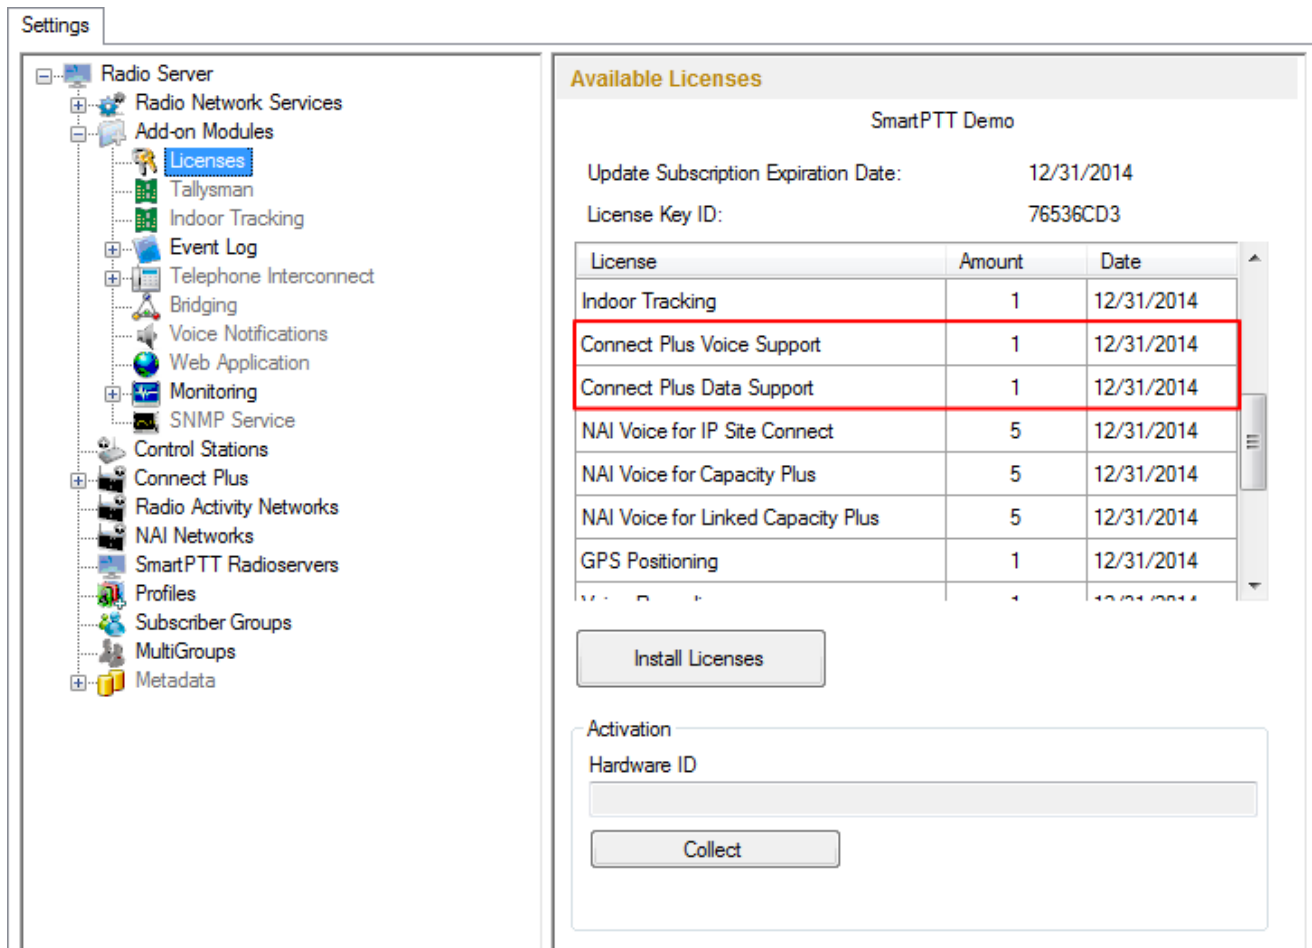 Settings
Radio Server
Radio Network Services
Add-on Modules
Licenses
Tallysman
Indoor Tracking
Event Log
Telephone Interconnect
Bridging
Voice Notifications
Web Application
Monitoring
SNMP Service
Control Stations
Connect Plus
Radio Activity Networks
NAI Networks
SmartPTT Radioservers
Profiles
Subscriber Groups
MultiGroups
Metadata
Available Licenses
SmartPTT Demo
Update Subscription Expiration Date: 12/31/2014
License Key ID: 76536CD3
License Amount Date
Indoor Tracking 1 12/31/2014
Connect Plus Voice Support 1 12/31/2014
Connect Plus Data Support 1 12/31/2014
NAI Voice for IP Site Connect 5 12/31/2014
NAI Voice for Capacity Plus 5 12/31/2014
NAI Voice for Linked Capacity Plus 5 12/31/2014
GPS Positioning 1 12/31/2014
Install Licenses
Activation
Hardware ID
Collect